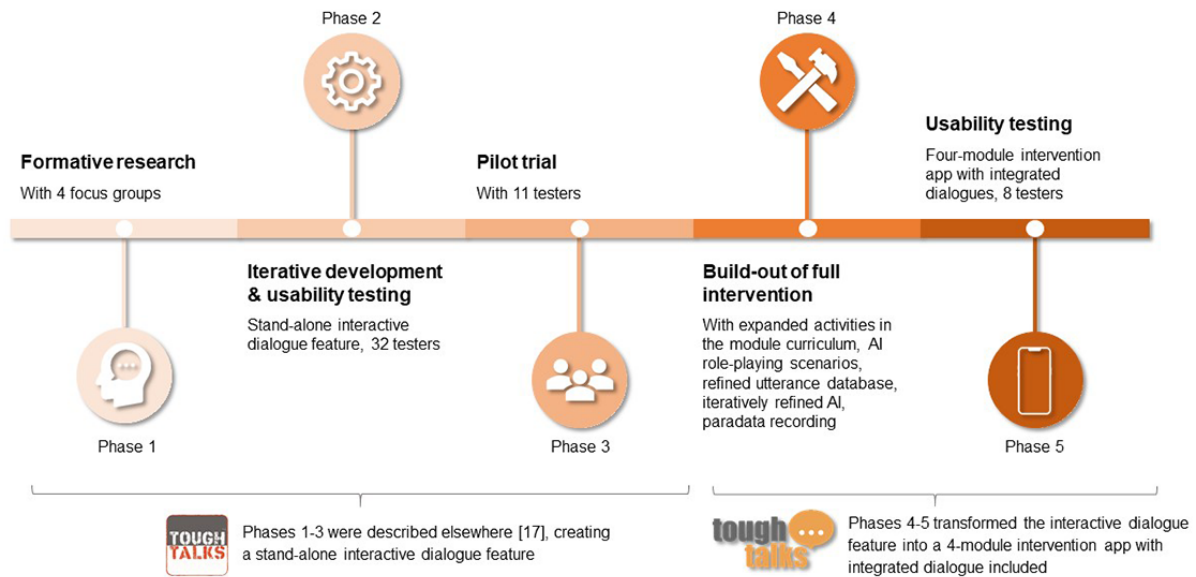 Phase 2
Phase 4
Formative research
With 4 focus groups
Pilot trial
With 11 testers
Usability testing
Four-module intervention
app with integrated
dialogues, 8 testers
Iterative development
& usability testing
Stand-alone interactive
dialogue feature, 32 testers
Build-out of full
intervention
With expanded activities in
the module curriculum, AI
role-playing scenarios,
refined utterance database,
iteratively refined AI,
paradata recording
Phase 1
Phase 3
Phase 5
TOUGH
TALKS
Phases 1-3 were described elsewhere [17], creating
a stand-alone interactive dialogue feature
tough
talks
Phases 4-5 transformed the interactive dialogue
feature into a 4-module intervention app with
integrated dialogue included